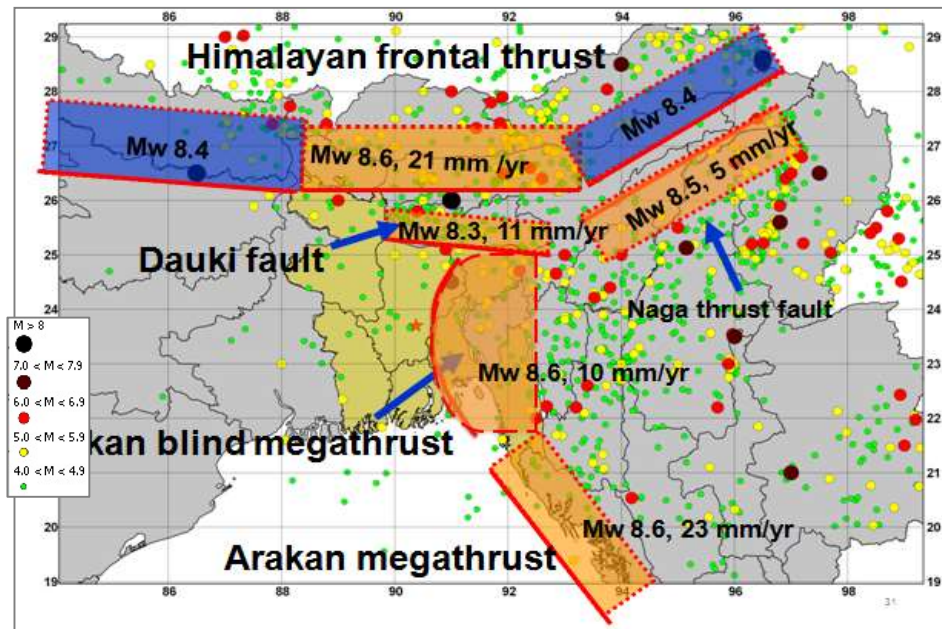 86 88 90 92 94 96 98
29 29
Himalayan frontal thrust
28 28
Mw 8.4
27 27
Mw 8.4
Mw 8.6, 21 mm /yr
Mw 8.5, 5 mm/yr
26 26
Mw 8.3, 11 mm/yr
25 25
Dauki fault
24 24
Naga thrust fault
M > 8
7.0 < M < 7.9
6.0 < M < 6.9
5.0 < M < 5.9
4.0 < M < 4.9
23
Mw 8.6, 10 mm/yr
22
kan blind megathrust
21
20 20
Mw 8.6, 23 mm/yr
Arakan megathrust
19 19
86 88 90 92 94 96 98